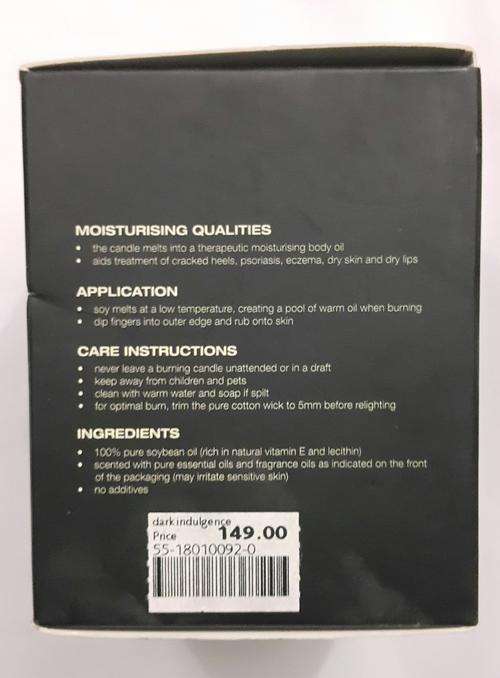 MOISTURISING QUALITIES
• the candle melts into a therapeutic moisturising body oil
• aids treatment of cracked heels, psoriasis, eczema, dry skin and dry lips
APPLICATION
• soy melts at a low temperature, creating a pool of warm oil when burning
• dip fingers into outer edge and rub onto skin
CARE INSTRUCTIONS
• never leave a burning candle unattended or in a draft
• keep away from children and pets
• clean with warm water and soap if spilt
• for optimal burn, trim the pure cotton wick to 5mm before relighting
INGREDIENTS
• 100% pure soybean oil (rich in natural vitamin E and lecithin)
• scented with pure essential oils and fragrance oils as indicated on the front
of the packaging (may irritate sensitive skin)
• no additives
dark indulgence
Price 149.00
55-18010092-0